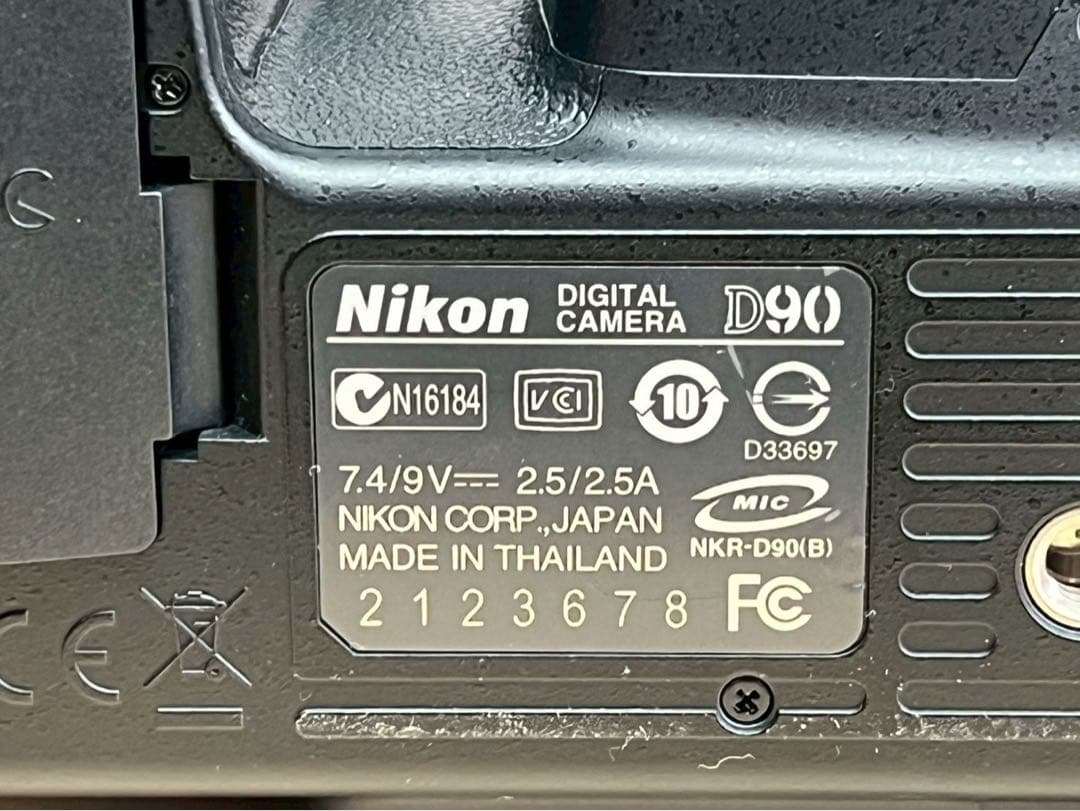 Nikon DIGITAL CAMERA D90
N16184 VCI 10
D33697
7.4/9V 2.5/2.5A
MIC
NIKON CORP., JAPAN
NKR-D90(B)
MADE IN THAILAND
2123678 FC
CE